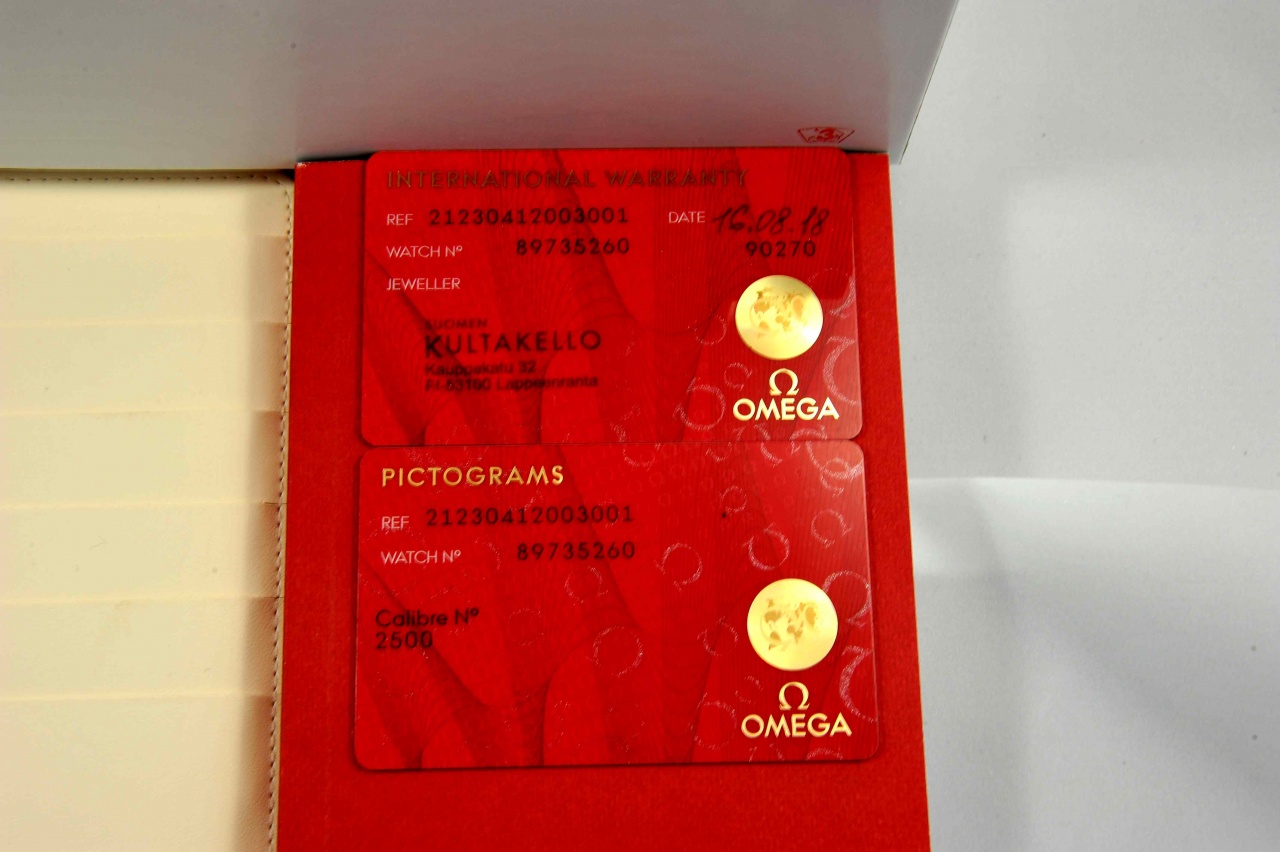 INTERNATIONAL WARRANTY
REF 21230412003001 DATE 16.08.18
WATCH Nº 89735260 90270
JEWELLER
SUOMEN
KULTAKELLO
Kauppakatu 32
FI-53100 Lappeenranta
Ω
OMEGA
PICTOGRAMS
REF 21230412003001
WATCH Nº 89735260
Calibre Nº
2500
Ω
OMEGA